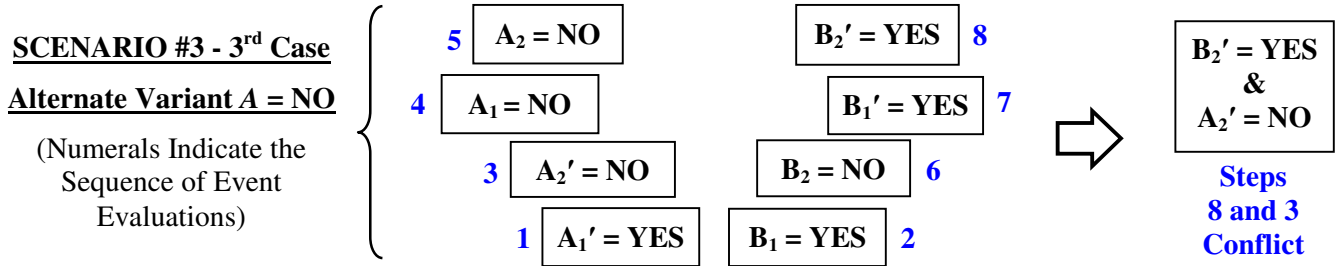 SCENARIO #3 - 3rd Case
Alternate Variant A = NO
(Numerals Indicate the
Sequence of Event
Evaluations)
5 A₂ = NO
4 A₁ = NO
3 A₂′ = NO
1 A₁′ = YES
B₂′ = YES 8
B₁′ = YES 7
B₂ = NO 6
B₁ = YES 2
B₂′ = YES
&
A₂′ = NO
Steps
8 and 3
Conflict